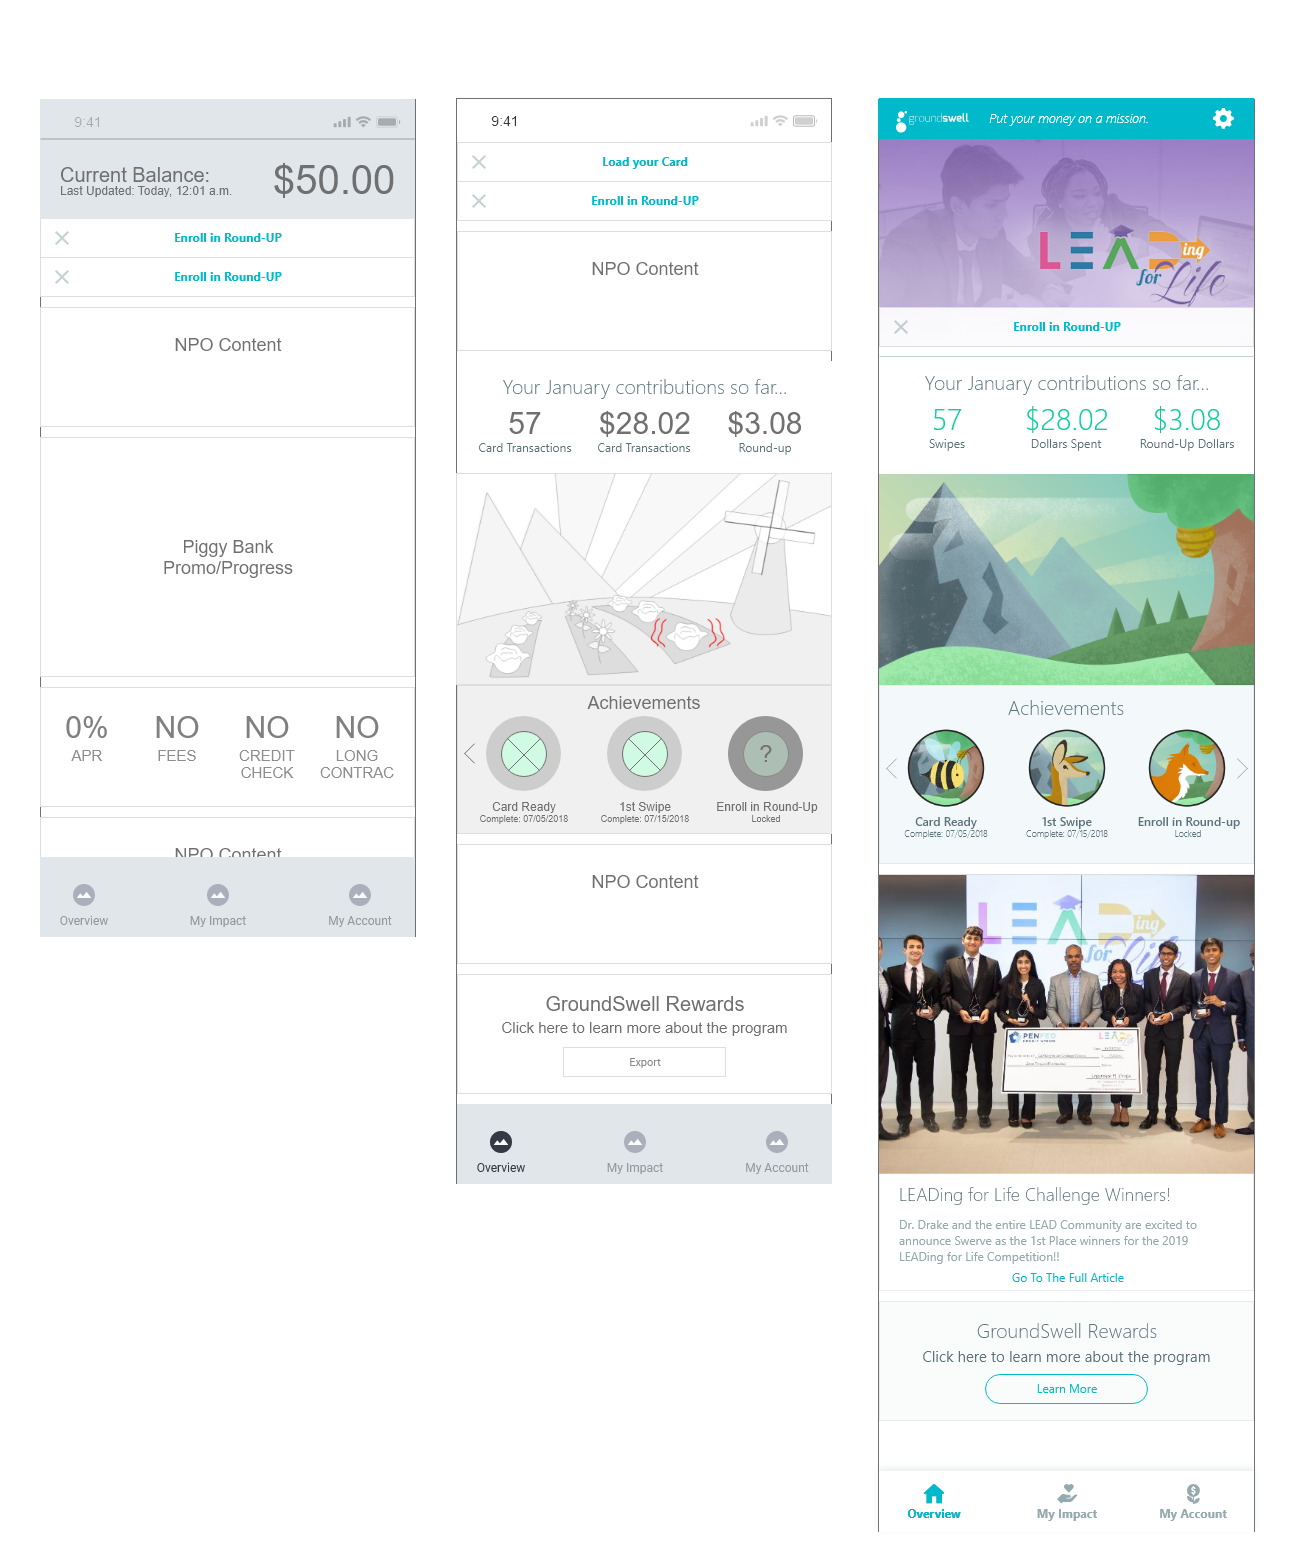 9:41
Current Balance:
Last Updated: Today, 12:01 a.m.
$50.00
Enroll in Round-UP
Enroll in Round-UP
NPO Content
Piggy Bank
Promo/Progress
0% NO NO NO
APR FEES CREDIT LONG
CHECK CONTRAC
NPO Content
Overview My Impact My Account
9:41
Load your Card
Enroll in Round-UP
NPO Content
Your January contributions so far...
57 $28.02 $3.08
Card Transactions Card Transactions Round-up
Achievements
?
Card Ready 1st Swipe Enroll in Round-Up
Complete: 07/05/2018 Complete: 07/15/2018 Locked
NPO Content
GroundSwell Rewards
Click here to learn more about the program
Export
Overview My Impact My Account
groundswell Put your money on a mission.
LEADing
for Life
Enroll in Round-UP
Your January contributions so far...
57 $28.02 $3.08
Swipes Dollars Spent Round-Up Dollars
Achievements
Card Ready 1st Swipe Enroll in Round-up
Complete: 07/05/2018 Complete: 07/15/2018 Locked
LEADing
for Life
PENFED
CREDIT UNION
LEAD
LEADing for Life Challenge Winners!
Dr. Drake and the entire LEAD Community are excited to
announce Swerve as the 1st Place winners for the 2019
LEADing for Life Competition!!
Go To The Full Article
GroundSwell Rewards
Click here to learn more about the program
Learn More
Overview My Impact My Account